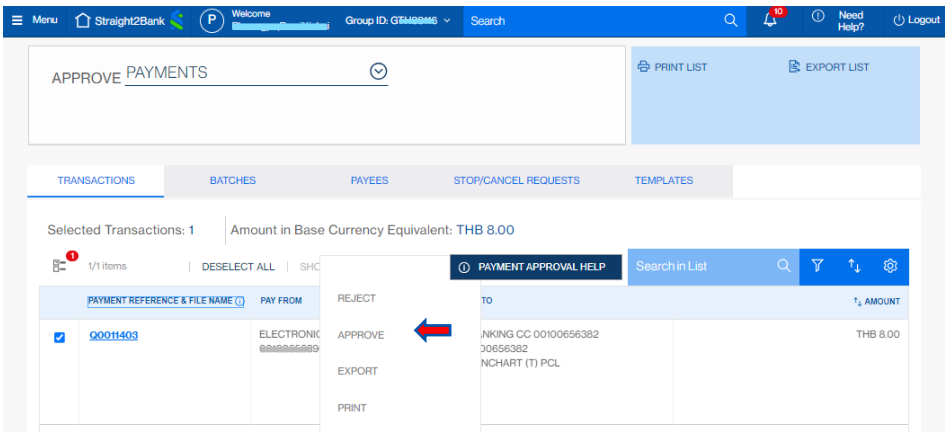 Menu Straight2Bank P Welcome Group ID: Search 10 Need Help? Logout
APPROVE PAYMENTS
PRINT LIST EXPORT LIST
TRANSACTIONS BATCHES PAYEES STOP/CANCEL REQUESTS TEMPLATES
Selected Transactions: 1 Amount in Base Currency Equivalent: THB 8.00
1 1/1 items DESELECT ALL SHO PAYMENT APPROVAL HELP Search in List
PAYMENT REFERENCE & FILE NAME PAY FROM TO AMOUNT
REJECT
Q0011403 ELECTRONIC NKING CC 00100656382 THB 8.00
APPROVE
00656382
NCHART (T) PCL
EXPORT
PRINT